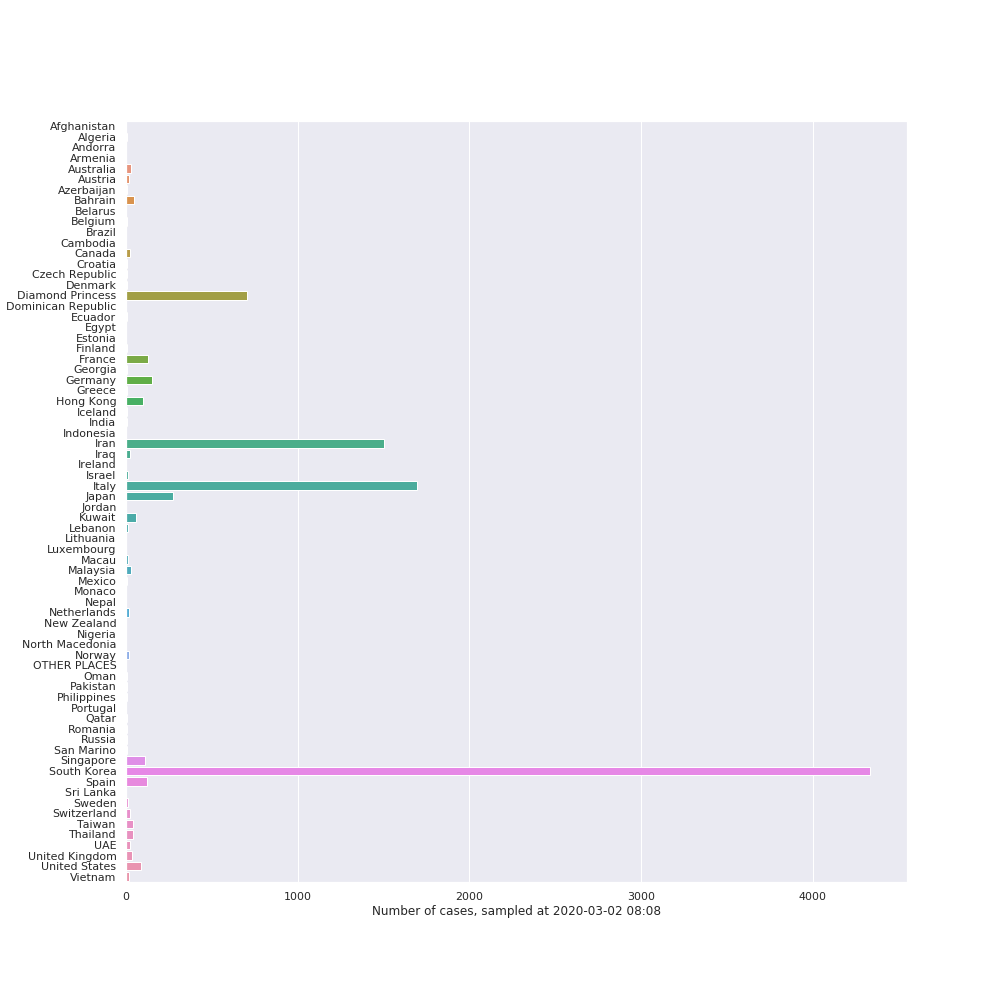 Afghanistan
Algeria
Andorra
Armenia
Australia
Austria
Azerbaijan
Bahrain
Belarus
Belgium
Brazil
Cambodia
Canada
Croatia
Czech Republic
Denmark
Diamond Princess
Dominican Republic
Ecuador
Egypt
Estonia
Finland
France
Georgia
Germany
Greece
Hong Kong
Iceland
India
Indonesia
Iran
Iraq
Ireland
Israel
Italy
Japan
Jordan
Kuwait
Lebanon
Lithuania
Luxembourg
Macau
Malaysia
Mexico
Monaco
Nepal
Netherlands
New Zealand
Nigeria
North Macedonia
Norway
OTHER PLACES
Oman
Pakistan
Philippines
Portugal
Qatar
Romania
Russia
San Marino
Singapore
South Korea
Spain
Sri Lanka
Sweden
Switzerland
Taiwan
Thailand
UAE
United Kingdom
United States
Vietnam
0 1000 2000 3000 4000
Number of cases, sampled at 2020-03-02 08:08